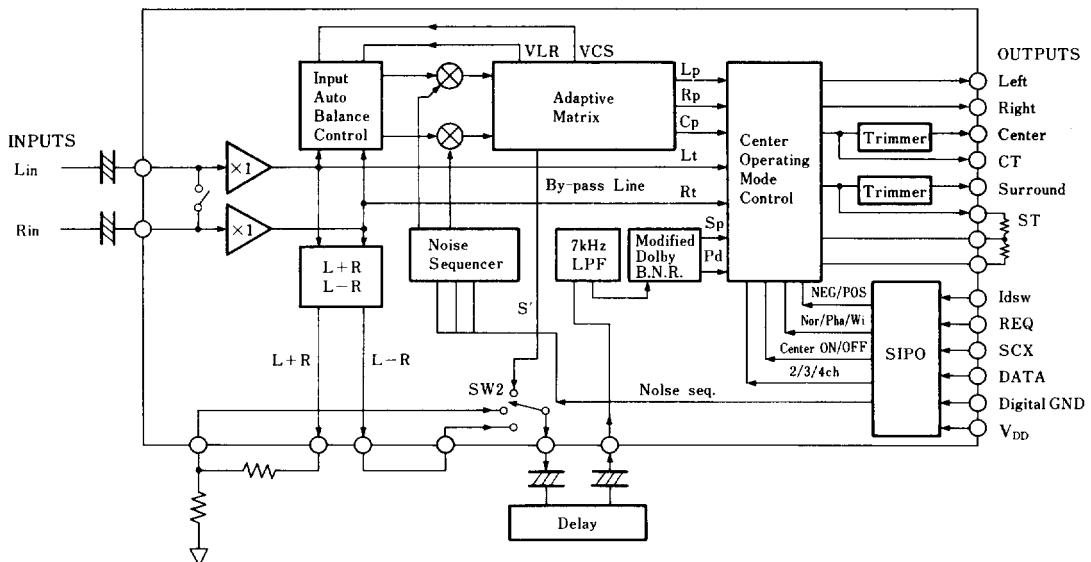 VLR
VCS
OUTPUTS
Input
Auto
Balance
Control
Adaptive
Matrix
Lp
Rp
Cp
Lt
Rt
Center
Operating
Mode
Control
Left
Right
Trimmer
Center
CT
Trimmer
Surround
ST
INPUTS
Lin
×1
Rin
×1
By-pass Line
L+R
L−R
Noise
Sequencer
7kHz
LPF
Modified
Dolby
B.N.R.
Sp
Pd
S'
L+R
L−R
NEG/POS
Nor/Pha/Wi
Center ON/OFF
2/3/4ch
Nolse seq.
SIPO
Idsw
REQ
SCX
DATA
Digital GND
VDD
SW2
Delay